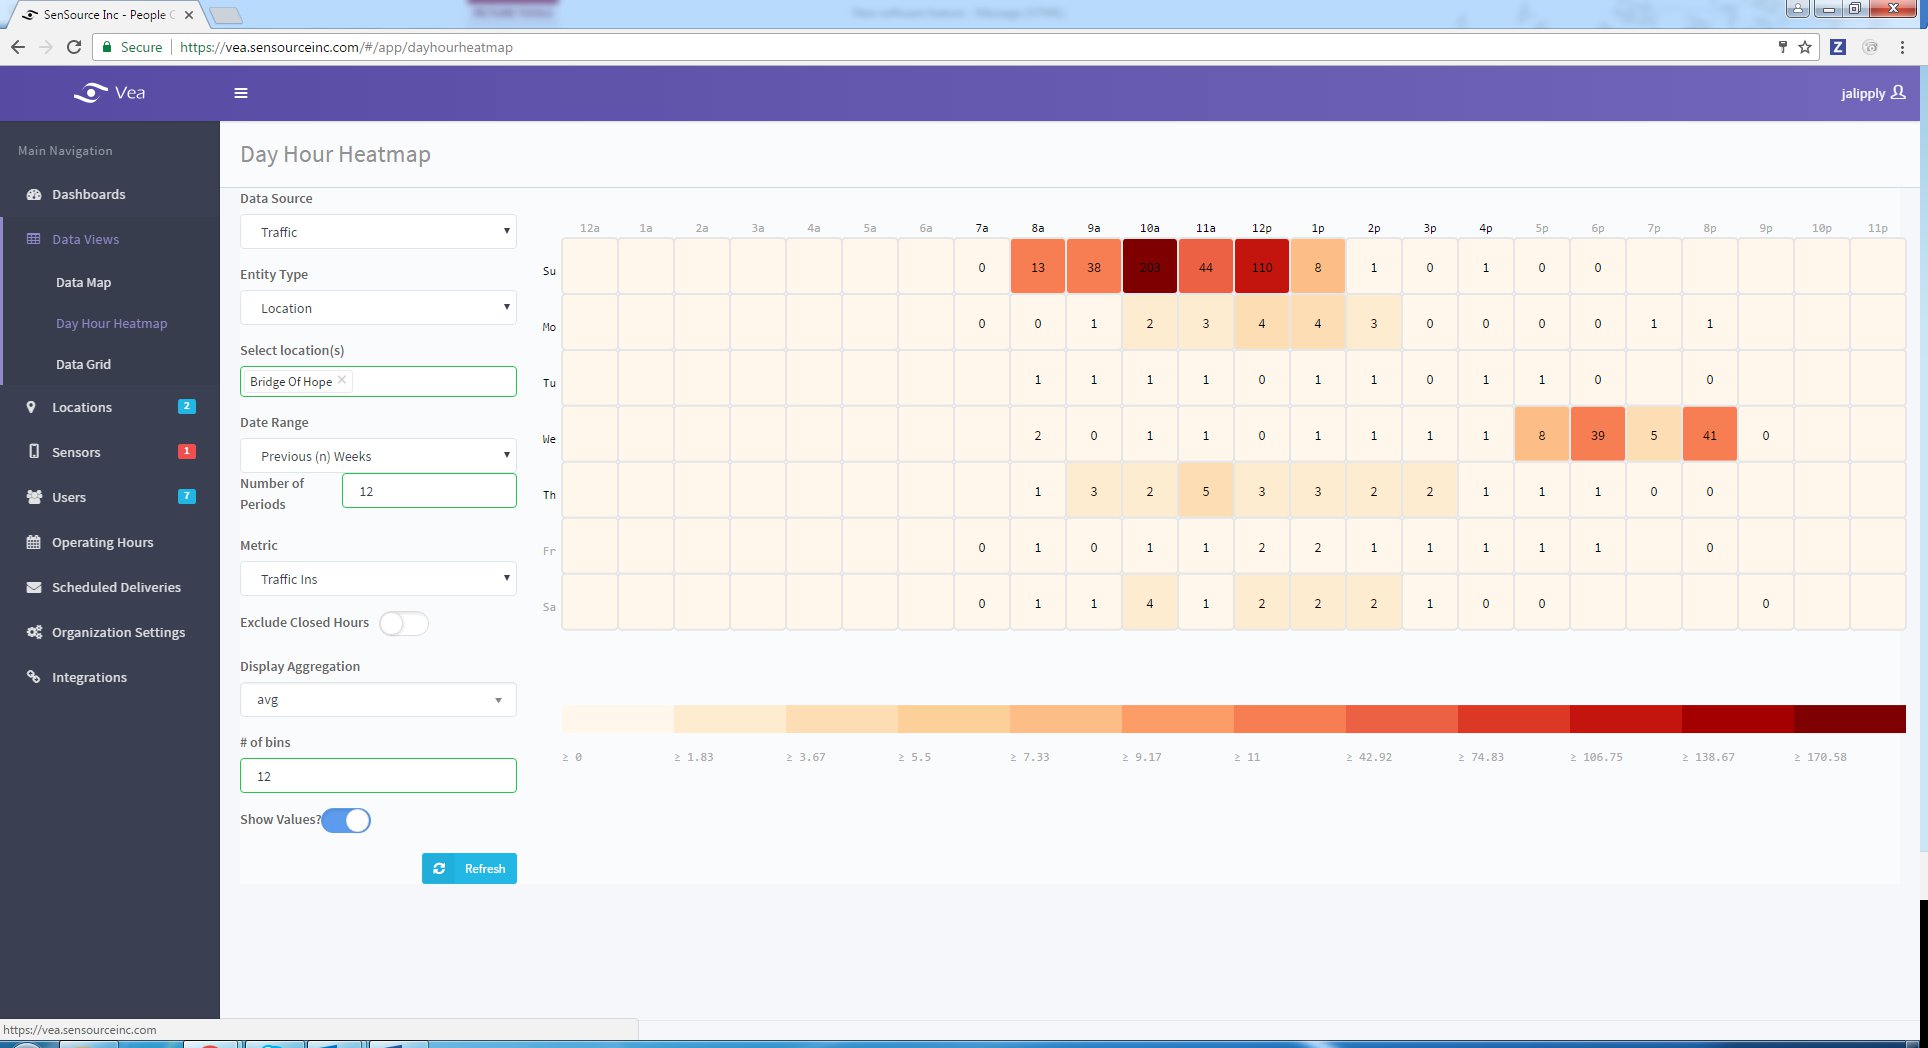 SenSource Inc - People C
Secure https://vea.sensourceinc.com/#/app/dayhourheatmap
Z
Vea
jalipply
Main Navigation
Dashboards
Data Views
Data Map
Day Hour Heatmap
Data Grid
Locations 2
Sensors 1
Users 7
Operating Hours
Scheduled Deliveries
Organization Settings
Integrations
Day Hour Heatmap
Data Source
Traffic
Entity Type
Location
Select location(s)
Bridge Of Hope
Date Range
Previous (n) Weeks
Number of
Periods
12
Metric
Traffic Ins
Exclude Closed Hours
Display Aggregation
avg
# of bins
12
Show Values?
Refresh
12a 1a 2a 3a 4a 5a 6a 7a 8a 9a 10a 11a 12p 1p 2p 3p 4p 5p 6p 7p 8p 9p 10p 11p
Su 0 13 38 203 44 110 8 1 0 1 0 0
Mo 0 0 1 2 3 4 4 3 0 0 0 0 1 1
Tu 1 1 1 1 0 1 1 0 1 1 0 0
We 2 0 1 1 0 1 1 1 1 8 39 5 41 0
Th 1 3 2 5 3 3 2 2 1 1 1 0 0
Fr 0 1 0 1 1 2 2 1 1 1 1 1 0
Sa 0 1 1 4 1 2 2 2 1 0 0 0
≥ 0 ≥ 1.83 ≥ 3.67 ≥ 5.5 ≥ 7.33 ≥ 9.17 ≥ 11 ≥ 42.92 ≥ 74.83 ≥ 106.75 ≥ 138.67 ≥ 170.58
https://vea.sensourceinc.com